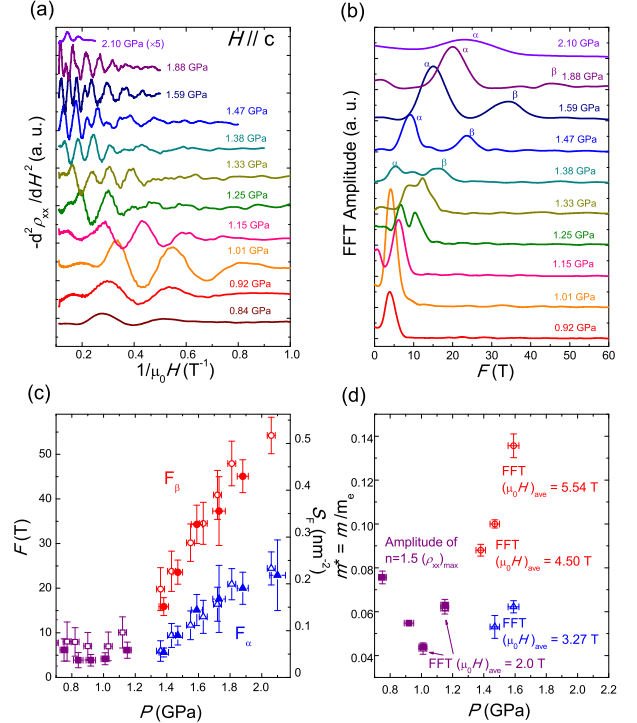 (a)
H // c
2.10 GPa (×5)
1.88 GPa
1.59 GPa
1.47 GPa
1.38 GPa
1.33 GPa
1.25 GPa
1.15 GPa
1.01 GPa
0.92 GPa
0.84 GPa
-d²ρxx/dH² (a. u.)
0.2 0.4 0.6 0.8 1.0
1/μ₀H (T⁻¹)
(b)
α 2.10 GPa
α β 1.88 GPa
α β 1.59 GPa
α β 1.47 GPa
α β 1.38 GPa
1.33 GPa
1.25 GPa
1.15 GPa
1.01 GPa
0.92 GPa
FFT Amplitude (a. u.)
0 10 20 30 40 50 60
F (T)
(c)
50
40
30
20
10
0
F (T)
Fβ
Fα
0.5
0.4
0.3
0.2
0.1
0.0
S_F (nm⁻²)
0.8 1.0 1.2 1.4 1.6 1.8 2.0
P (GPa)
(d)
0.14
0.12
0.10
0.08
0.06
0.04
m* = m/mₑ
FFT
(μ₀H)ave = 5.54 T
FFT
(μ₀H)ave = 4.50 T
Amplitude of
n=1.5 (ρxx)max
FFT
(μ₀H)ave = 3.27 T
FFT (μ₀H)ave = 2.0 T
0.8 1.0 1.2 1.4 1.6 1.8 2.0 2.2
P (GPa)